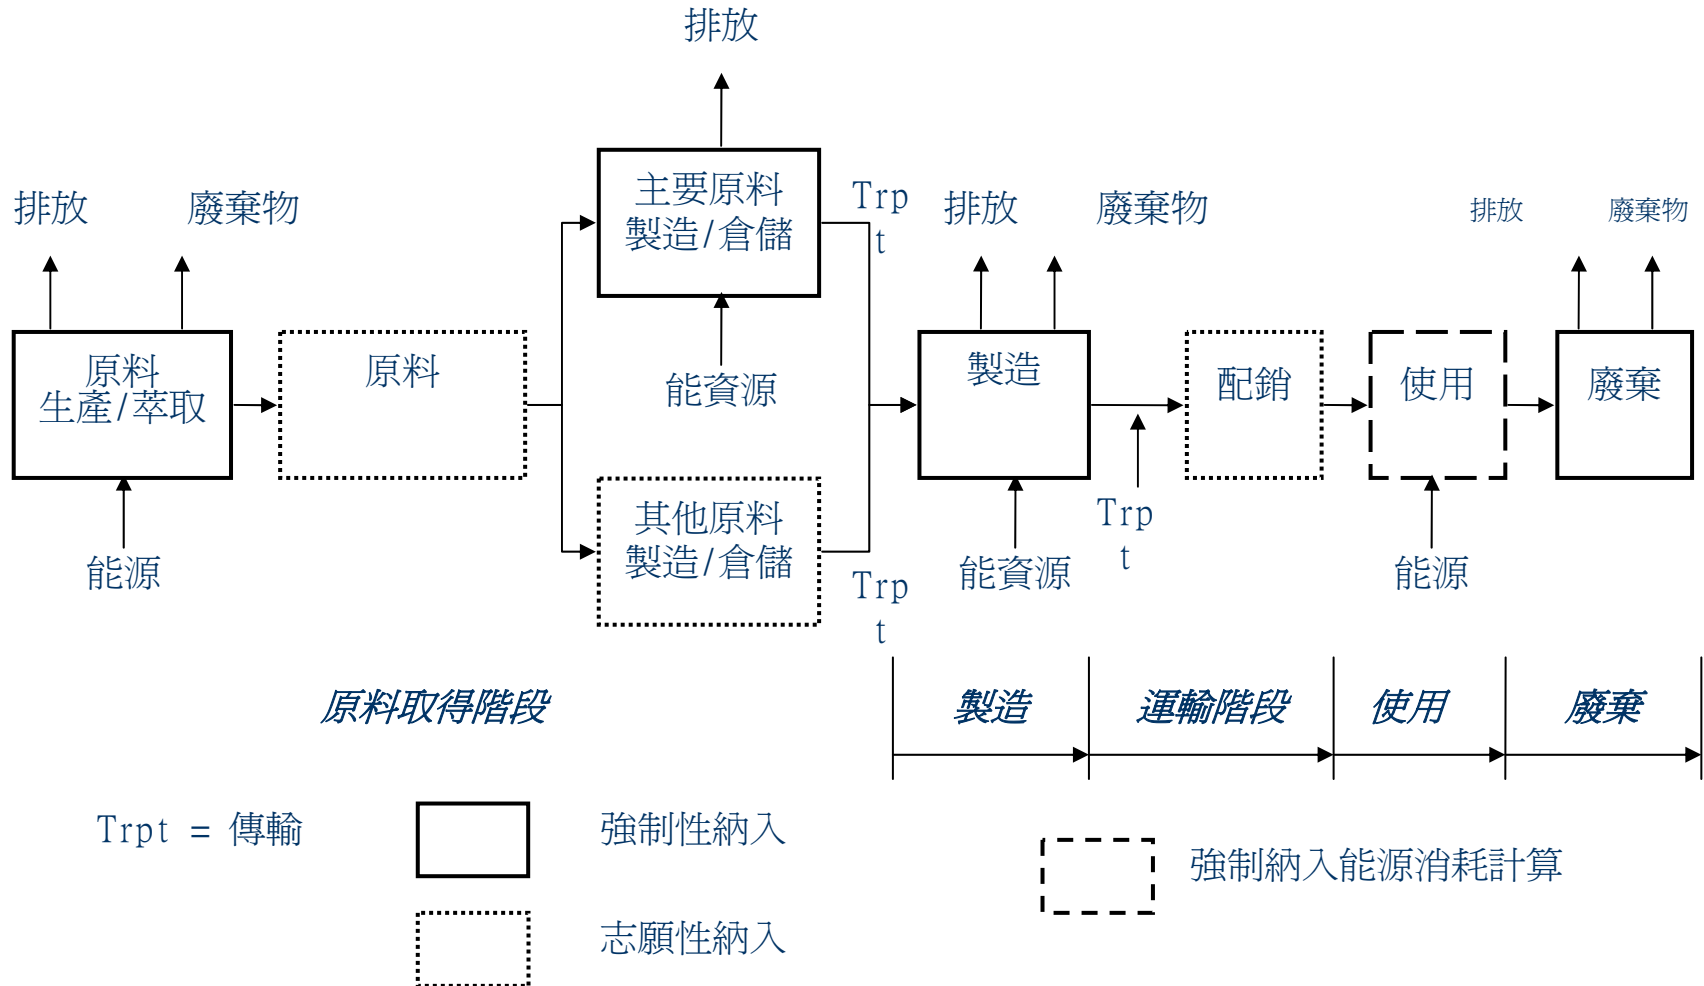 排放
排放
廢棄物
主要原料
製造/倉儲
Trp
t
排放
廢棄物
排放
廢棄物
原料
生產/萃取
原料
能資源
製造
配銷
使用
廢棄
能源
其他原料
製造/倉儲
Trp
t
能資源
Trp
t
能源
原料取得階段
製造
運輸階段
使用
廢棄
Trpt = 傳輸
強制性納入
強制納入能源消耗計算
志願性納入